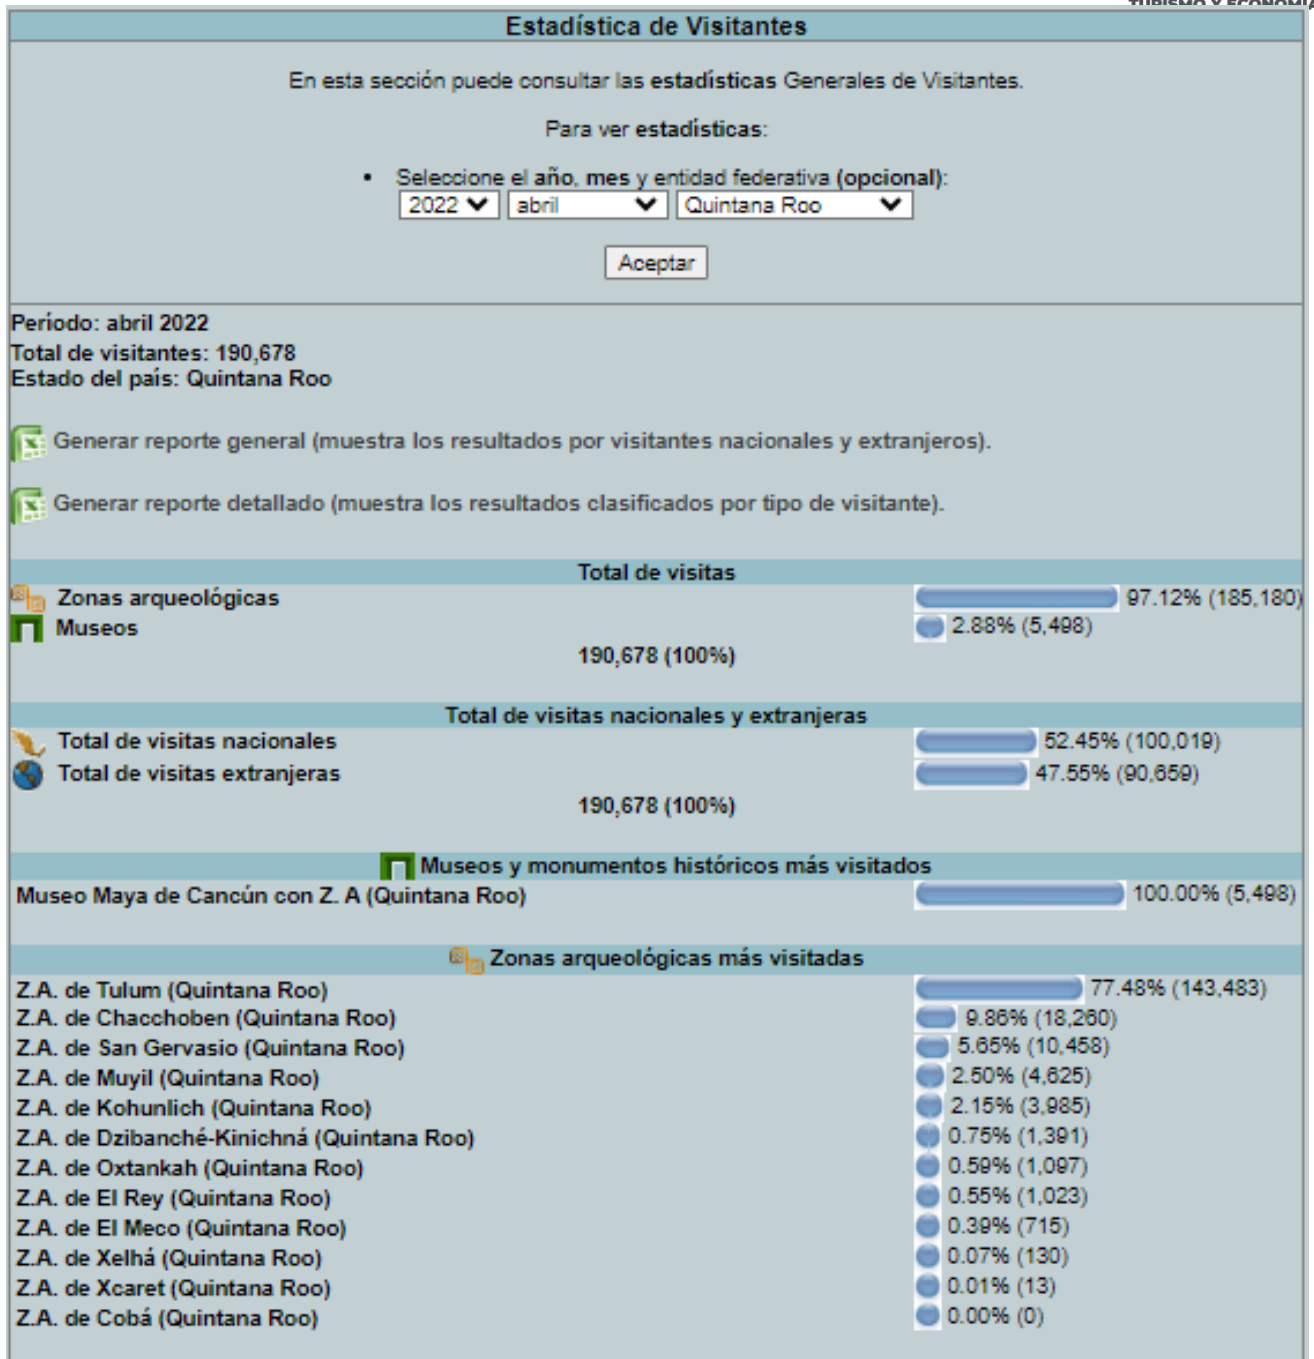 TURISMO Y ECONOMÍA
Estadística de Visitantes
En esta sección puede consultar las estadísticas Generales de Visitantes.
Para ver estadísticas:
• Seleccione el año, mes y entidad federativa (opcional):
2022 abril Quintana Roo
Aceptar
Período: abril 2022
Total de visitantes: 190,678
Estado del país: Quintana Roo
Generar reporte general (muestra los resultados por visitantes nacionales y extranjeros).
Generar reporte detallado (muestra los resultados clasificados por tipo de visitante).
Total de visitas
Zonas arqueológicas 97.12% (185,180)
Museos 2.88% (5,498)
190,678 (100%)
Total de visitas nacionales y extranjeras
Total de visitas nacionales 52.45% (100,019)
Total de visitas extranjeras 47.55% (90,659)
190,678 (100%)
Museos y monumentos históricos más visitados
Museo Maya de Cancún con Z. A (Quintana Roo) 100.00% (5,498)
Zonas arqueológicas más visitadas
Z.A. de Tulum (Quintana Roo) 77.48% (143,483)
Z.A. de Chacchoben (Quintana Roo) 9.86% (18,260)
Z.A. de San Gervasio (Quintana Roo) 5.65% (10,458)
Z.A. de Muyil (Quintana Roo) 2.50% (4,625)
Z.A. de Kohunlich (Quintana Roo) 2.15% (3,985)
Z.A. de Dzibanché-Kinichná (Quintana Roo) 0.75% (1,391)
Z.A. de Oxtankah (Quintana Roo) 0.59% (1,097)
Z.A. de El Rey (Quintana Roo) 0.55% (1,023)
Z.A. de El Meco (Quintana Roo) 0.39% (715)
Z.A. de Xelhá (Quintana Roo) 0.07% (130)
Z.A. de Xcaret (Quintana Roo) 0.01% (13)
Z.A. de Cobá (Quintana Roo) 0.00% (0)